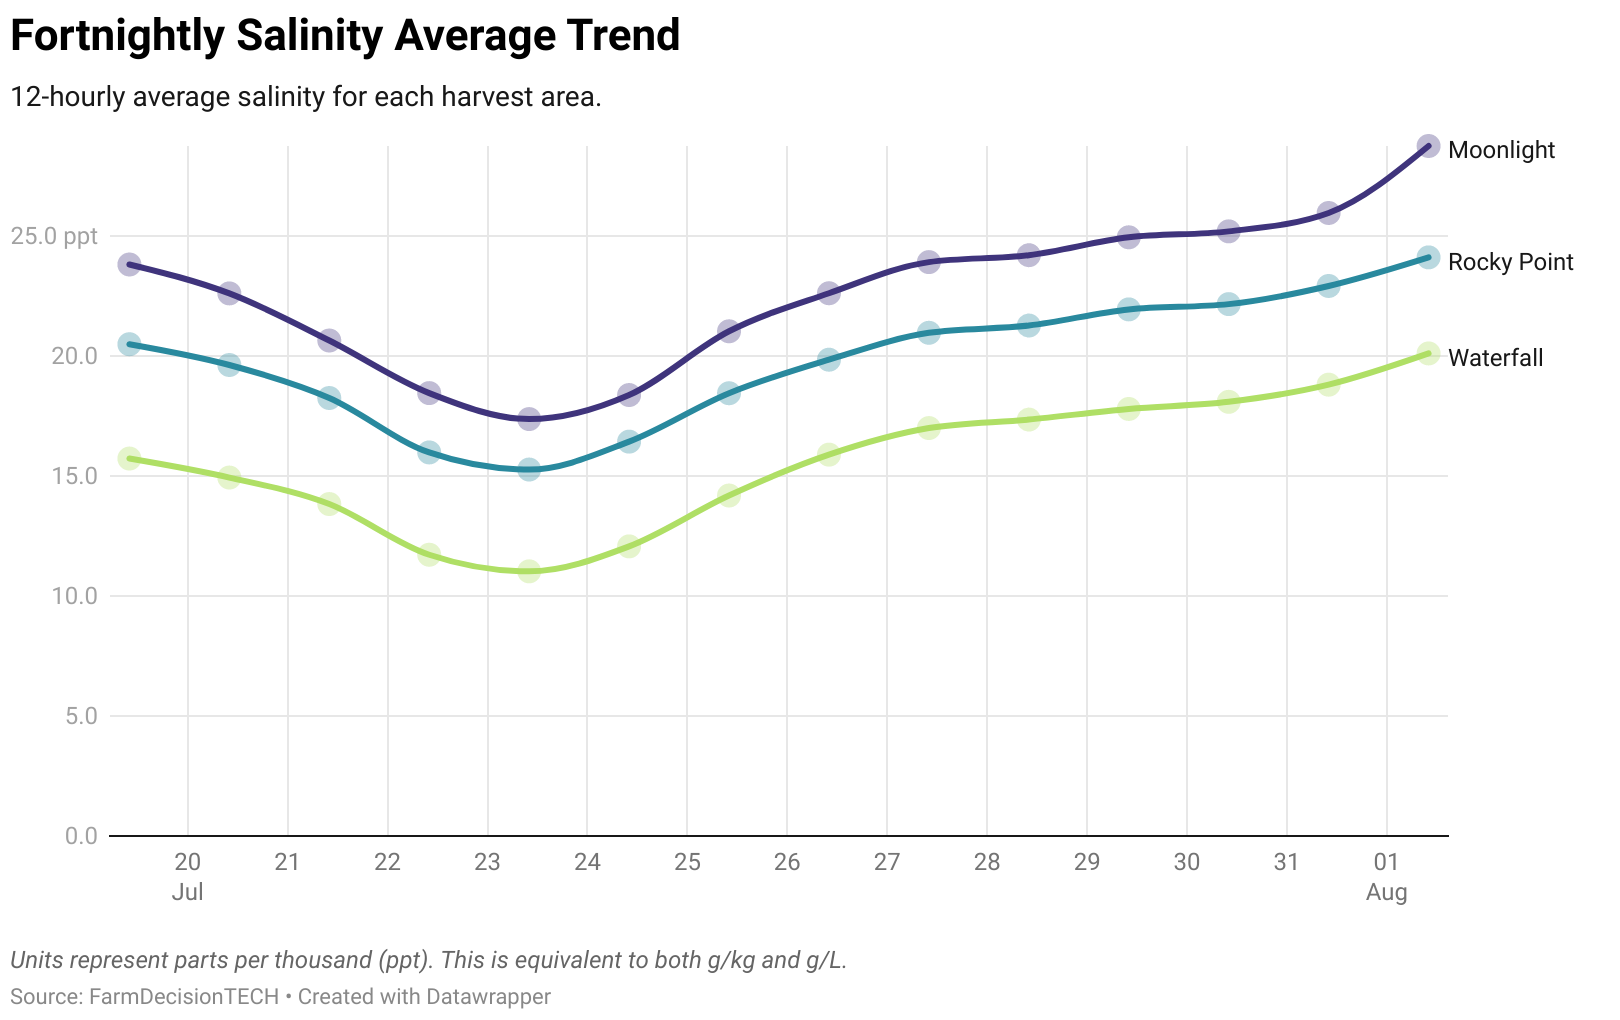 Fortnightly Salinity Average Trend
12-hourly average salinity for each harvest area.
Moonlight
25.0 ppt
Rocky Point
20.0
Waterfall
15.0
10.0
5.0
0.0
20 21 22 23 24 25 26 27 28 29 30 31 01
Jul Aug
Units represent parts per thousand (ppt). This is equivalent to both g/kg and g/L.
Source: FarmDecisionTECH • Created with Datawrapper